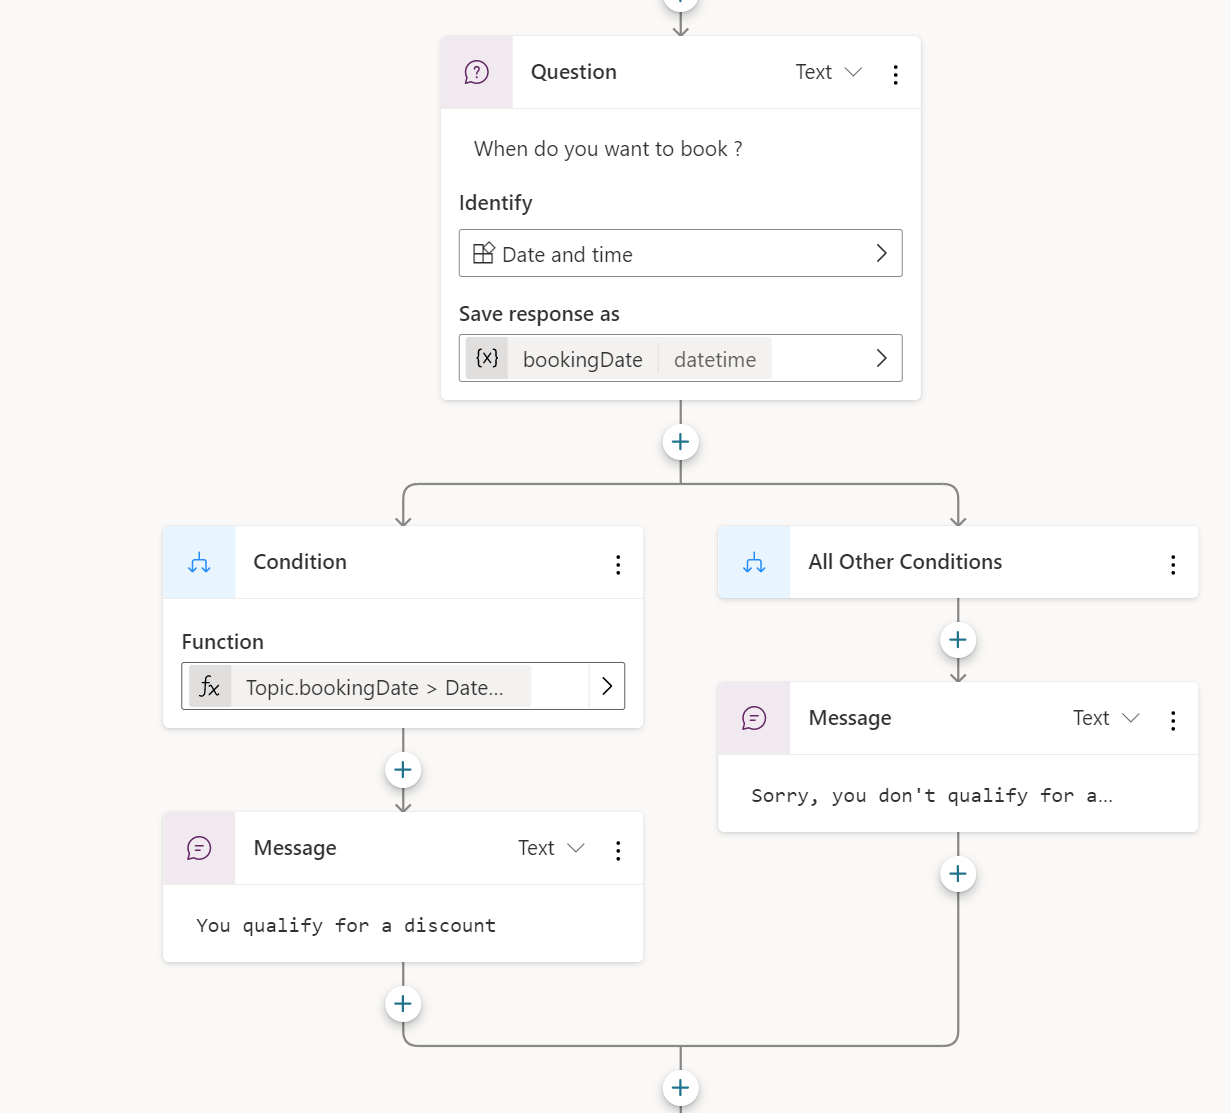 Question
Text
When do you want to book ?
Identify
Date and time
Save response as
{x} bookingDate datetime
Condition
All Other Conditions
Function
fx Topic.bookingDate > Date...
Message
Text
Sorry, you don't qualify for a...
Message
Text
You qualify for a discount